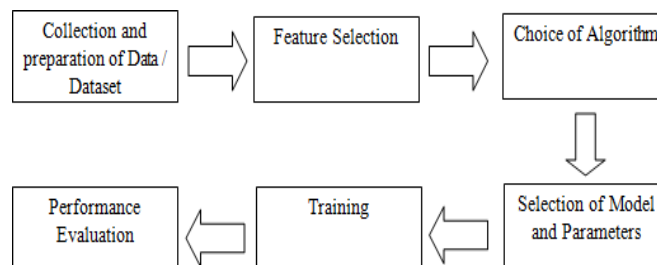 Collection and
preparation of Data /
Dataset
Feature Selection
Choice of Algorithm
Selection of Model
and Parameters
Training
Performance
Evaluation